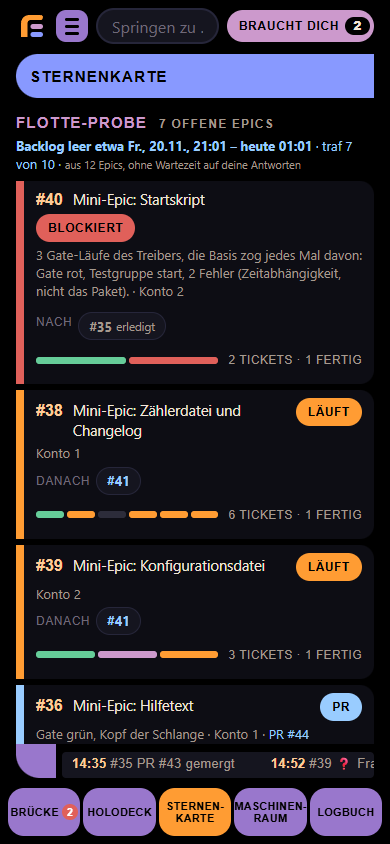 Springen zu .
BRAUCHT DICH 2
STERNENKARTE
FLOTTE-PROBE 7 OFFENE EPICS
Backlog leer etwa Fr., 20.11., 21:01 – heute 01:01 · traf 7
von 10 · aus 12 Epics, ohne Wartezeit auf deine Antworten
#40 Mini-Epic: Startskript
BLOCKIERT
3 Gate-Läufe des Treibers, die Basis zog jedes Mal davon:
Gate rot, Testgruppe start, 2 Fehler (Zeitabhängigkeit,
nicht das Paket). · Konto 2
NACH #35 erledigt
2 TICKETS · 1 FERTIG
#38 Mini-Epic: Zählerdatei und
Changelog
LÄUFT
Konto 1
DANACH #41
6 TICKETS · 1 FERTIG
#39 Mini-Epic: Konfigurationsdatei
LÄUFT
Konto 2
DANACH #41
3 TICKETS · 1 FERTIG
#36 Mini-Epic: Hilfetext
PR
Gate grün, Kopf der Schlange · Konto 1 · PR #44
14:35 #35 PR #43 gemergt 14:52 #39 ❓ Fra
BRÜCKE 2
HOLODECK
STERNEN-
KARTE
MASCHINEN-
RAUM
LOGBUCH